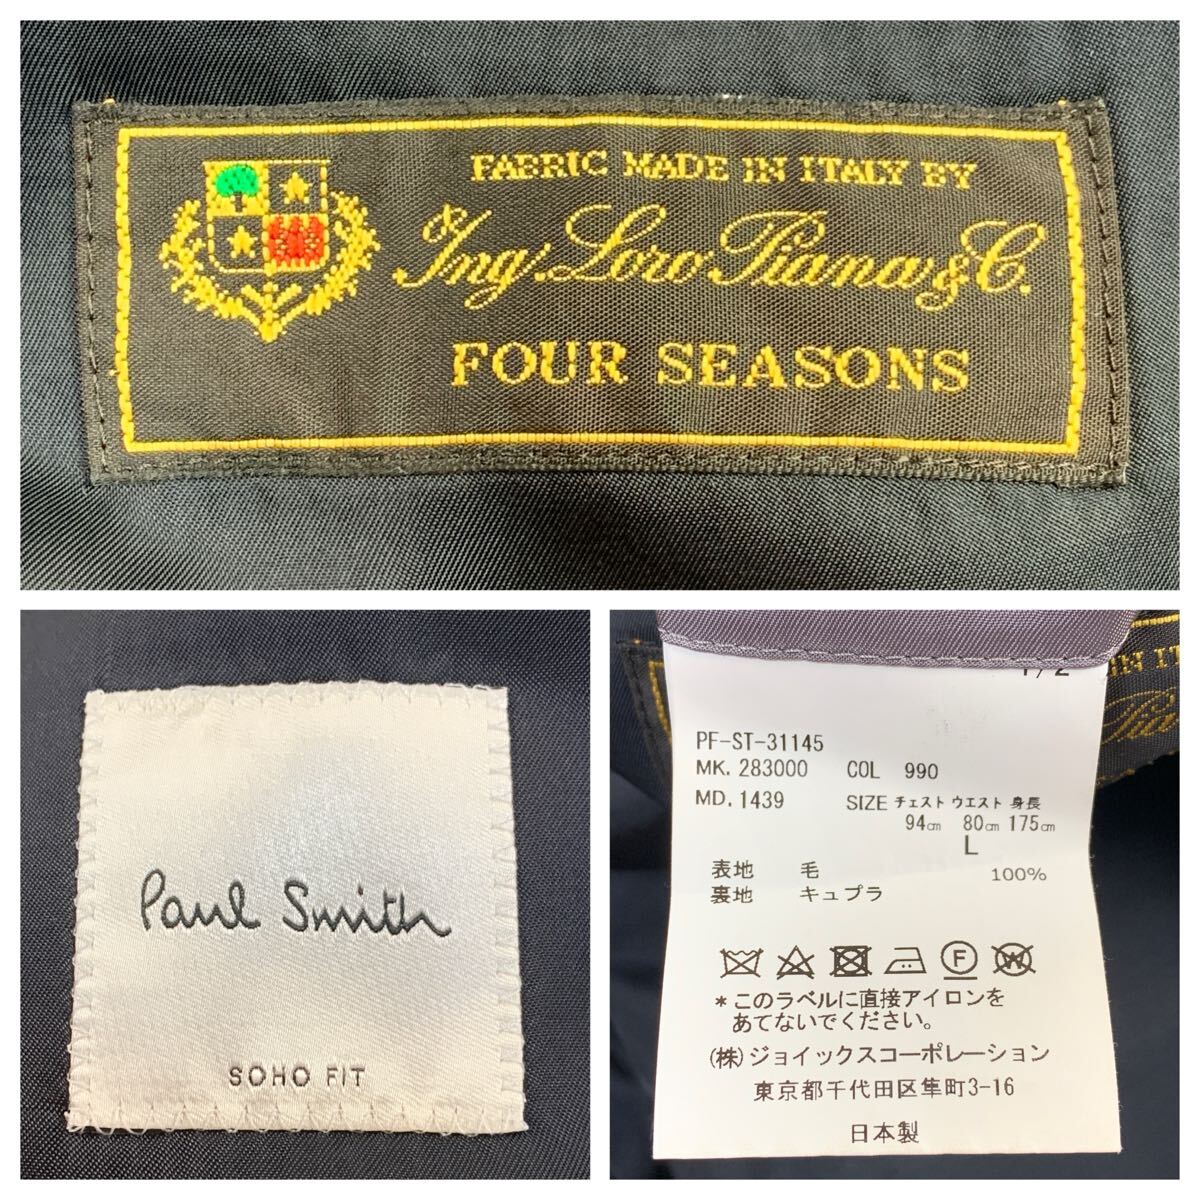 FABRIC MADE IN ITALY BY
Ing. Loro Piana & C.
FOUR SEASONS
Paul Smith
SOHO FIT
1/2
PF-ST-31145
MK. 283000 COL 990
MD. 1439 SIZE チェスト ウエスト 身長
94cm 80cm 175cm
L
表地 毛 100%
裏地 キュプラ
F W
*このラベルに直接アイロンを
あてないでください。
(株)ジョイックスコーポレーション
東京都千代田区隼町3-16
日本製
IN IT
Pia